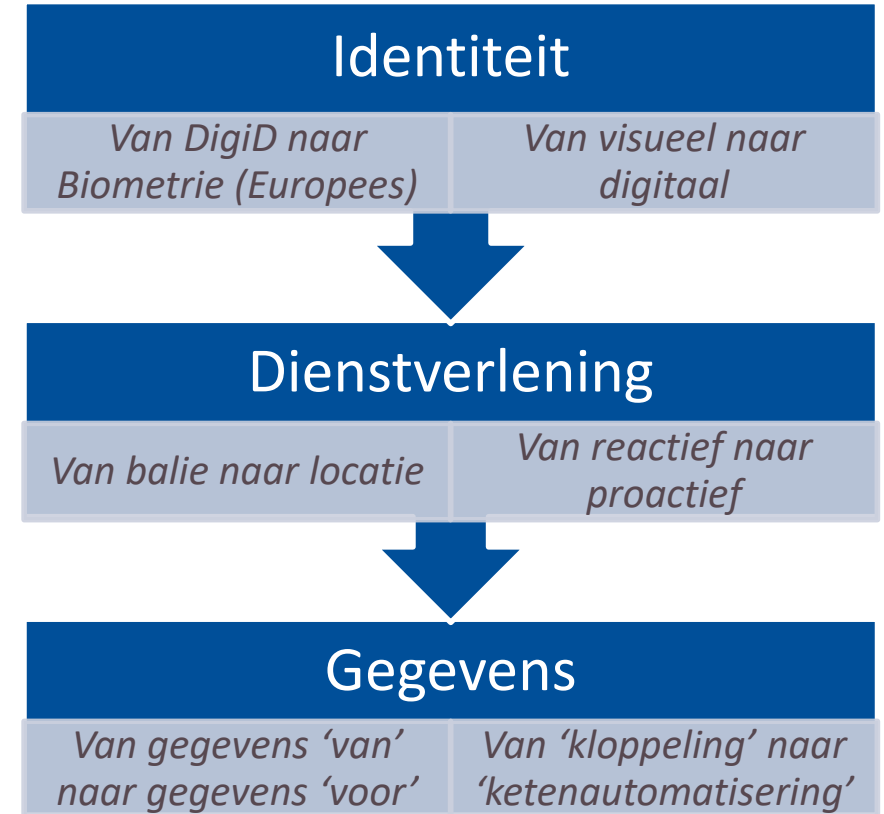 Identiteit
Van DigiD naar
Biometrie (Europees)
Van visueel naar
digitaal
Dienstverlening
Van balie naar locatie
Van reactief naar
proactief
Gegevens
Van gegevens ‘van’
naar gegevens ‘voor’
Van ‘kloppeling’ naar
‘ketenautomatisering’